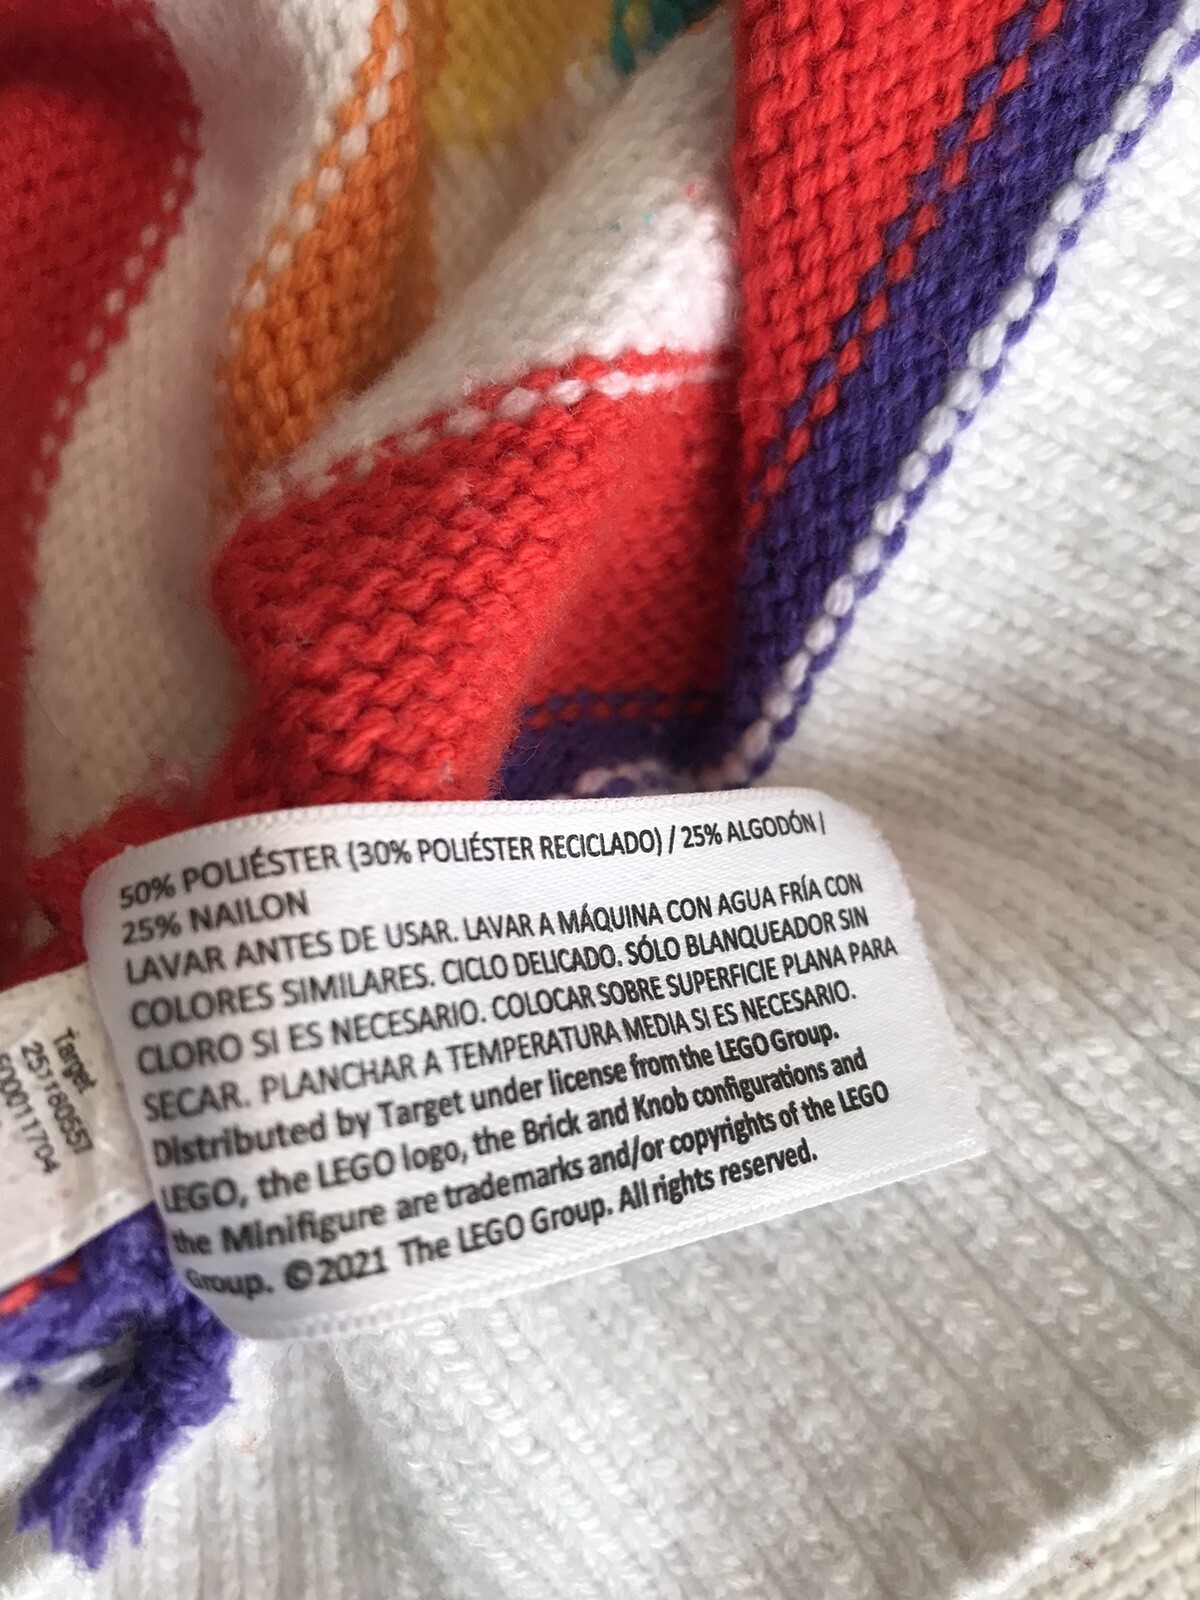 50% POLIÉSTER (30% POLIÉSTER RECICLADO) / 25% ALGODÓN /
25% NAILON
LAVAR ANTES DE USAR. LAVAR A MÁQUINA CON AGUA FRÍA CON
COLORES SIMILARES. CICLO DELICADO. SÓLO BLANQUEADOR SIN
CLORO SI ES NECESARIO. COLOCAR SOBRE SUPERFICIE PLANA PARA
SECAR. PLANCHAR A TEMPERATURA MEDIA SI ES NECESARIO.
Distributed by Target under license from the LEGO Group.
LEGO, the LEGO logo, the Brick and Knob configurations and
the Minifigure are trademarks and/or copyrights of the LEGO
Group. ©2021 The LEGO Group. All rights reserved.
Target
251180557